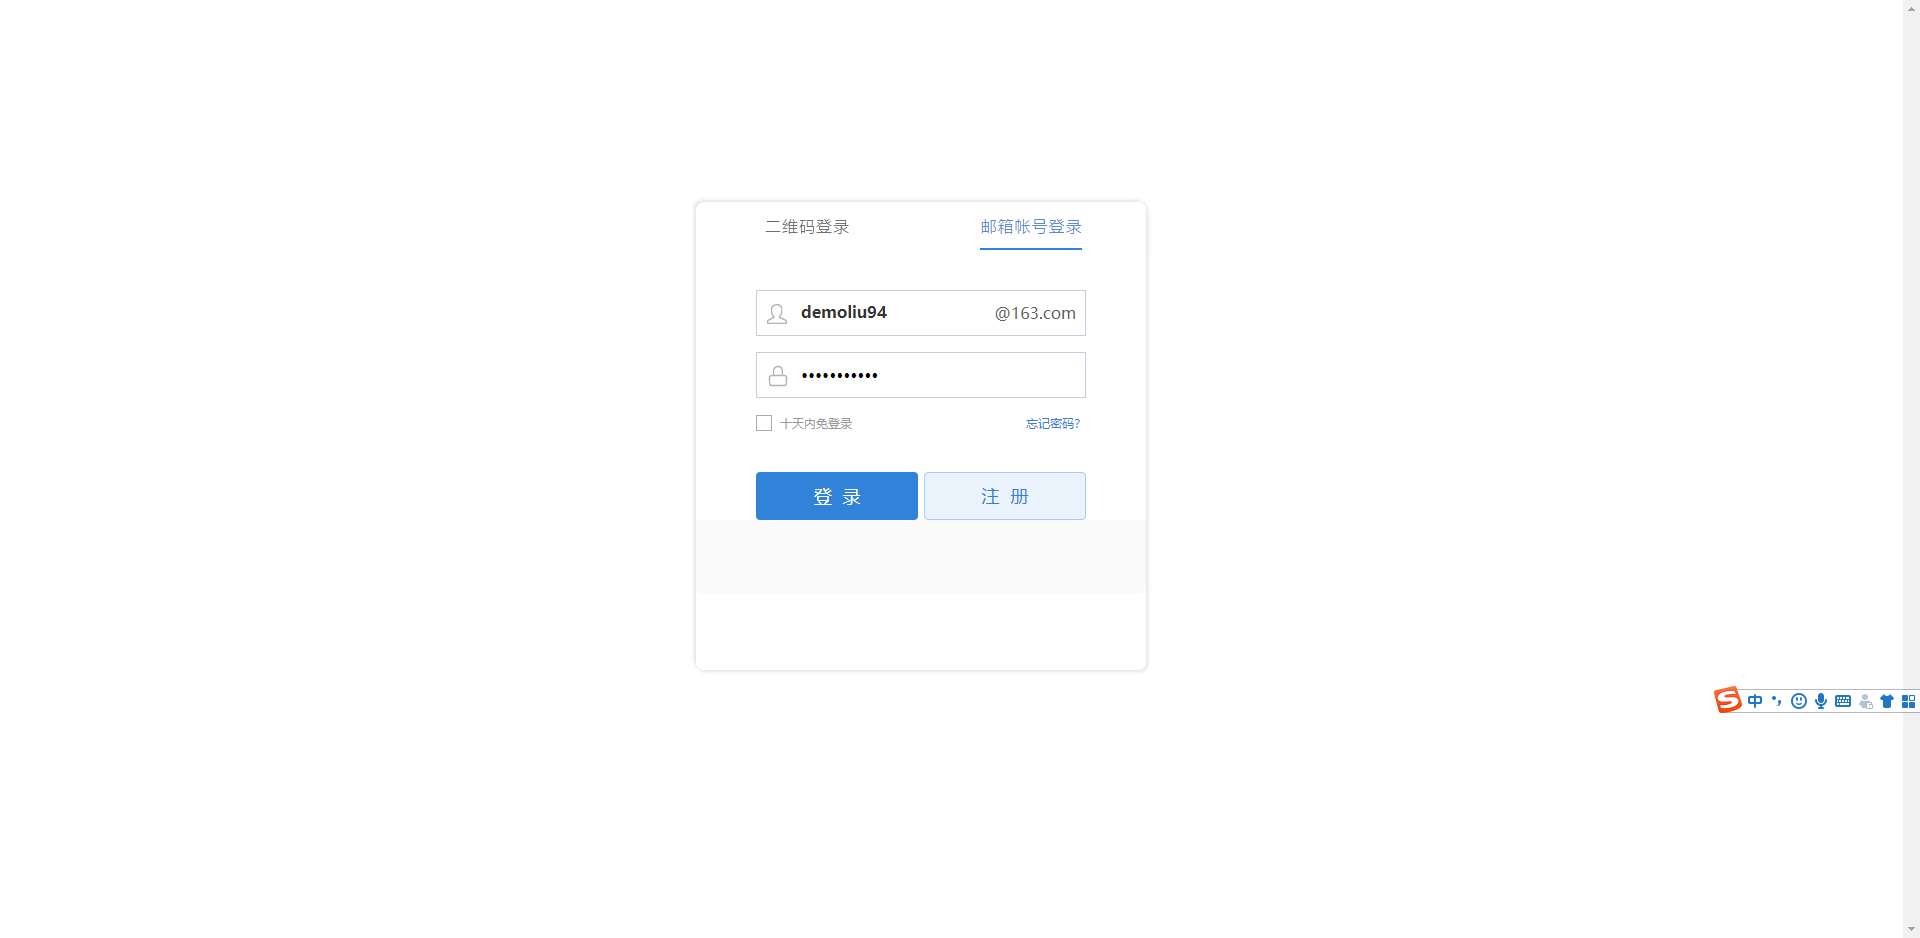 二维码登录
邮箱帐号登录
demoliu94
@163.com
•••••••••••
十天内免登录
忘记密码?
登 录
注 册
S 中